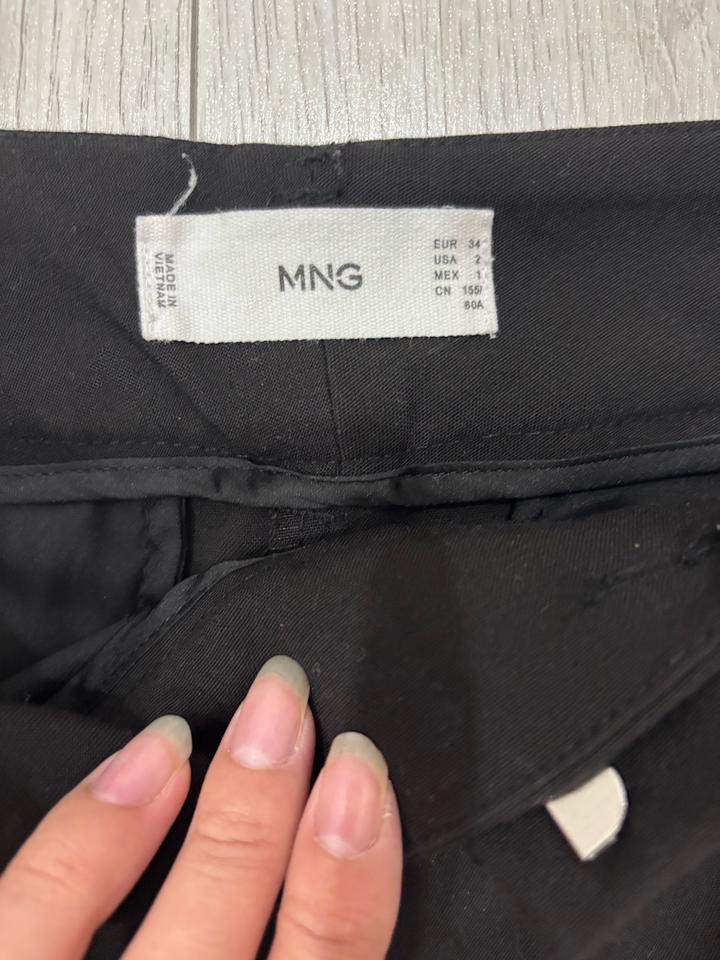 MADE IN
VIETNAM
MNG
EUR 34
USA 2
MEX 1
CN 155/
60A